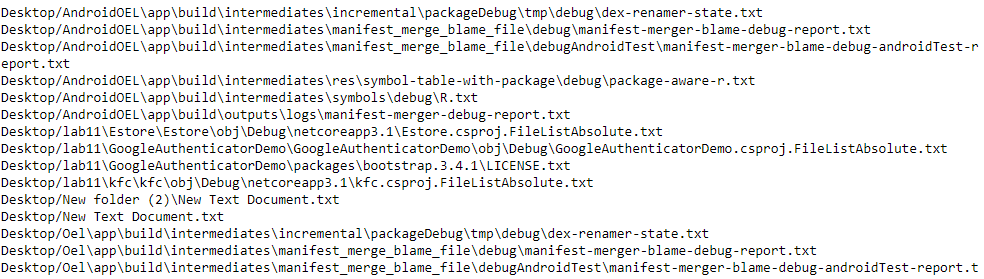 Desktop/AndroidOEL\app\build\intermediates\incremental\packageDebug\tmp\debug\dex-renamer-state.txt
Desktop/AndroidOEL\app\build\intermediates\manifest_merge_blame_file\debug\manifest-merger-blame-debug-report.txt
Desktop/AndroidOEL\app\build\intermediates\manifest_merge_blame_file\debugAndroidTest\manifest-merger-blame-debug-androidTest-r
eport.txt
Desktop/AndroidOEL\app\build\intermediates\res\symbol-table-with-package\debug\package-aware-r.txt
Desktop/AndroidOEL\app\build\intermediates\symbols\debug\R.txt
Desktop/AndroidOEL\app\build\outputs\logs\manifest-merger-debug-report.txt
Desktop/lab11\Estore\Estore\obj\Debug\netcoreapp3.1\Estore.csproj.FileListAbsolute.txt
Desktop/lab11\GoogleAuthenticatorDemo\GoogleAuthenticatorDemo\obj\Debug\GoogleAuthenticatorDemo.csproj.FileListAbsolute.txt
Desktop/lab11\GoogleAuthenticatorDemo\packages\bootstrap.3.4.1\LICENSE.txt
Desktop/lab11\kfc\kfc\obj\Debug\netcoreapp3.1\kfc.csproj.FileListAbsolute.txt
Desktop/New folder (2)\New Text Document.txt
Desktop/New Text Document.txt
Desktop/Oel\app\build\intermediates\incremental\packageDebug\tmp\debug\dex-renamer-state.txt
Desktop/Oel\app\build\intermediates\manifest_merge_blame_file\debug\manifest-merger-blame-debug-report.txt
Desktop/Oel\app\build\intermediates\manifest_merge_blame_file\debugAndroidTest\manifest-merger-blame-debug-androidTest-report.t